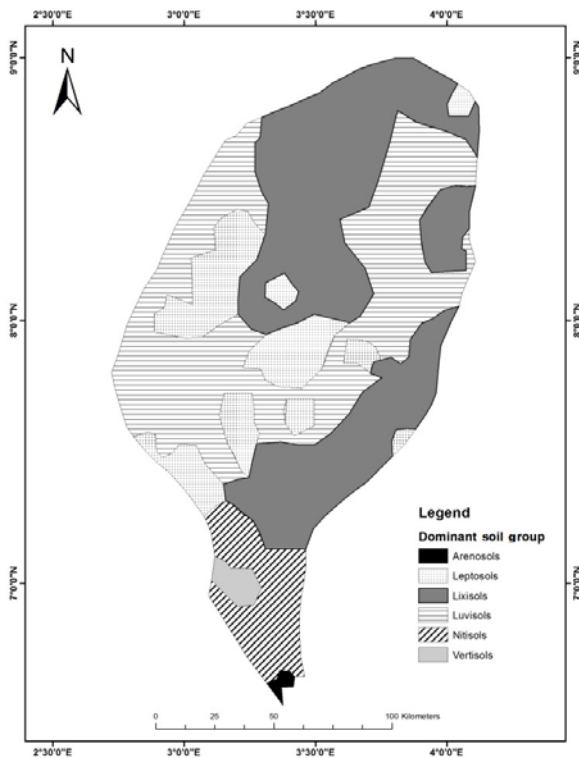 2°30'0"E 3°0'0"E 3°30'0"E 4°0'0"E
N
9°0'0"N 9°0'0"N
8°0'0"N 8°0'0"N
Legend
Dominant soil group
Arenosols
Leptosols
Lixisols
Luvisols
Nitisols
Vertisols
7°0'0"N 7°0'0"N
0 25 50 100 Kilometers
2°30'0"E 3°0'0"E 3°30'0"E 4°0'0"E